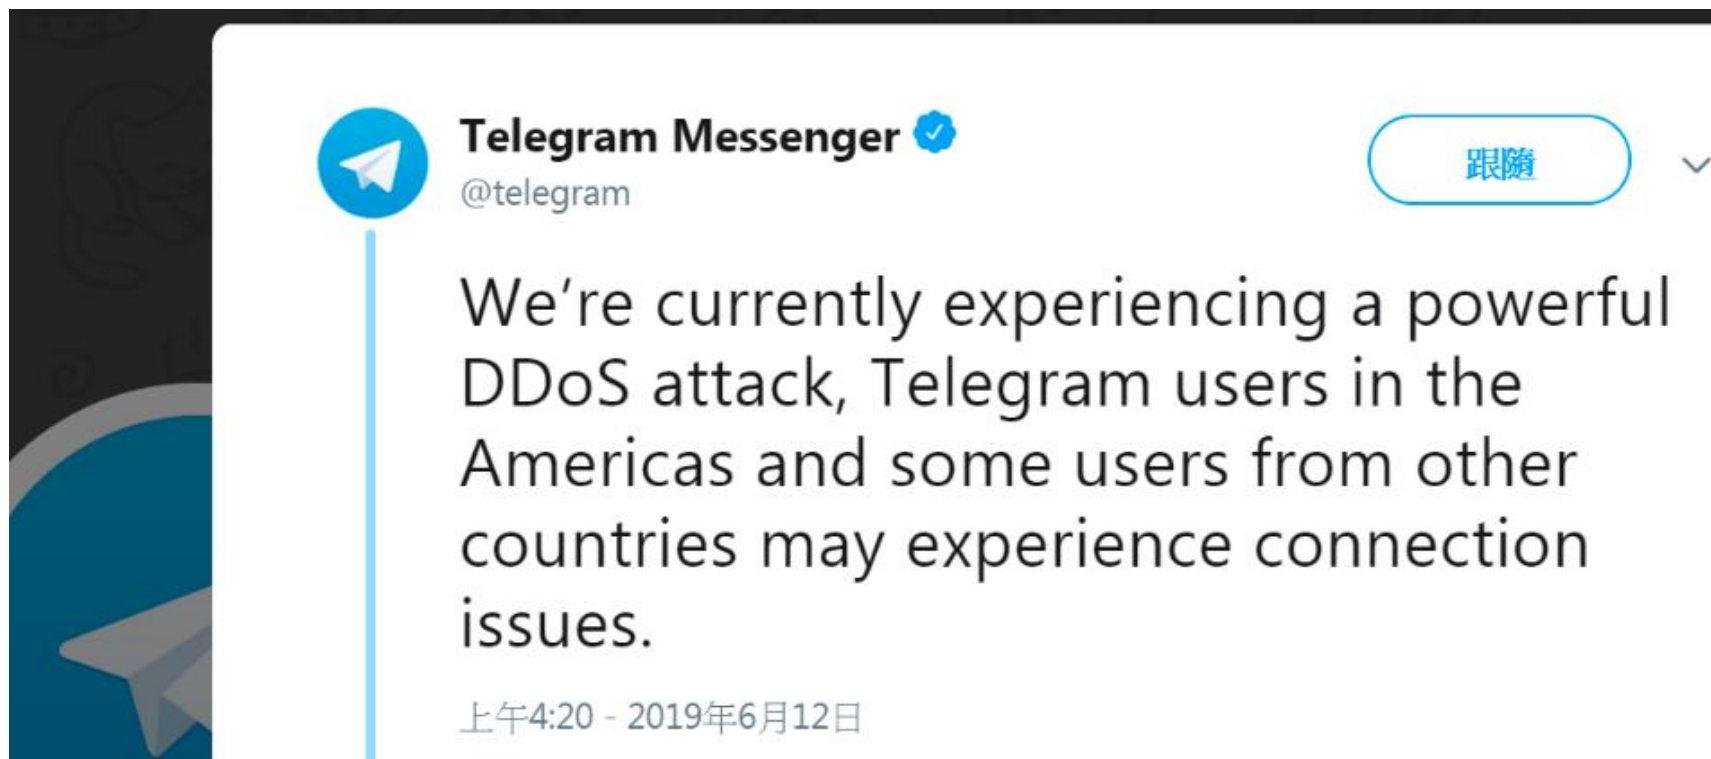 Telegram Messenger
@telegram
跟隨
We’re currently experiencing a powerful
DDoS attack, Telegram users in the
Americas and some users from other
countries may experience connection
issues.
上午4:20 - 2019年6月12日